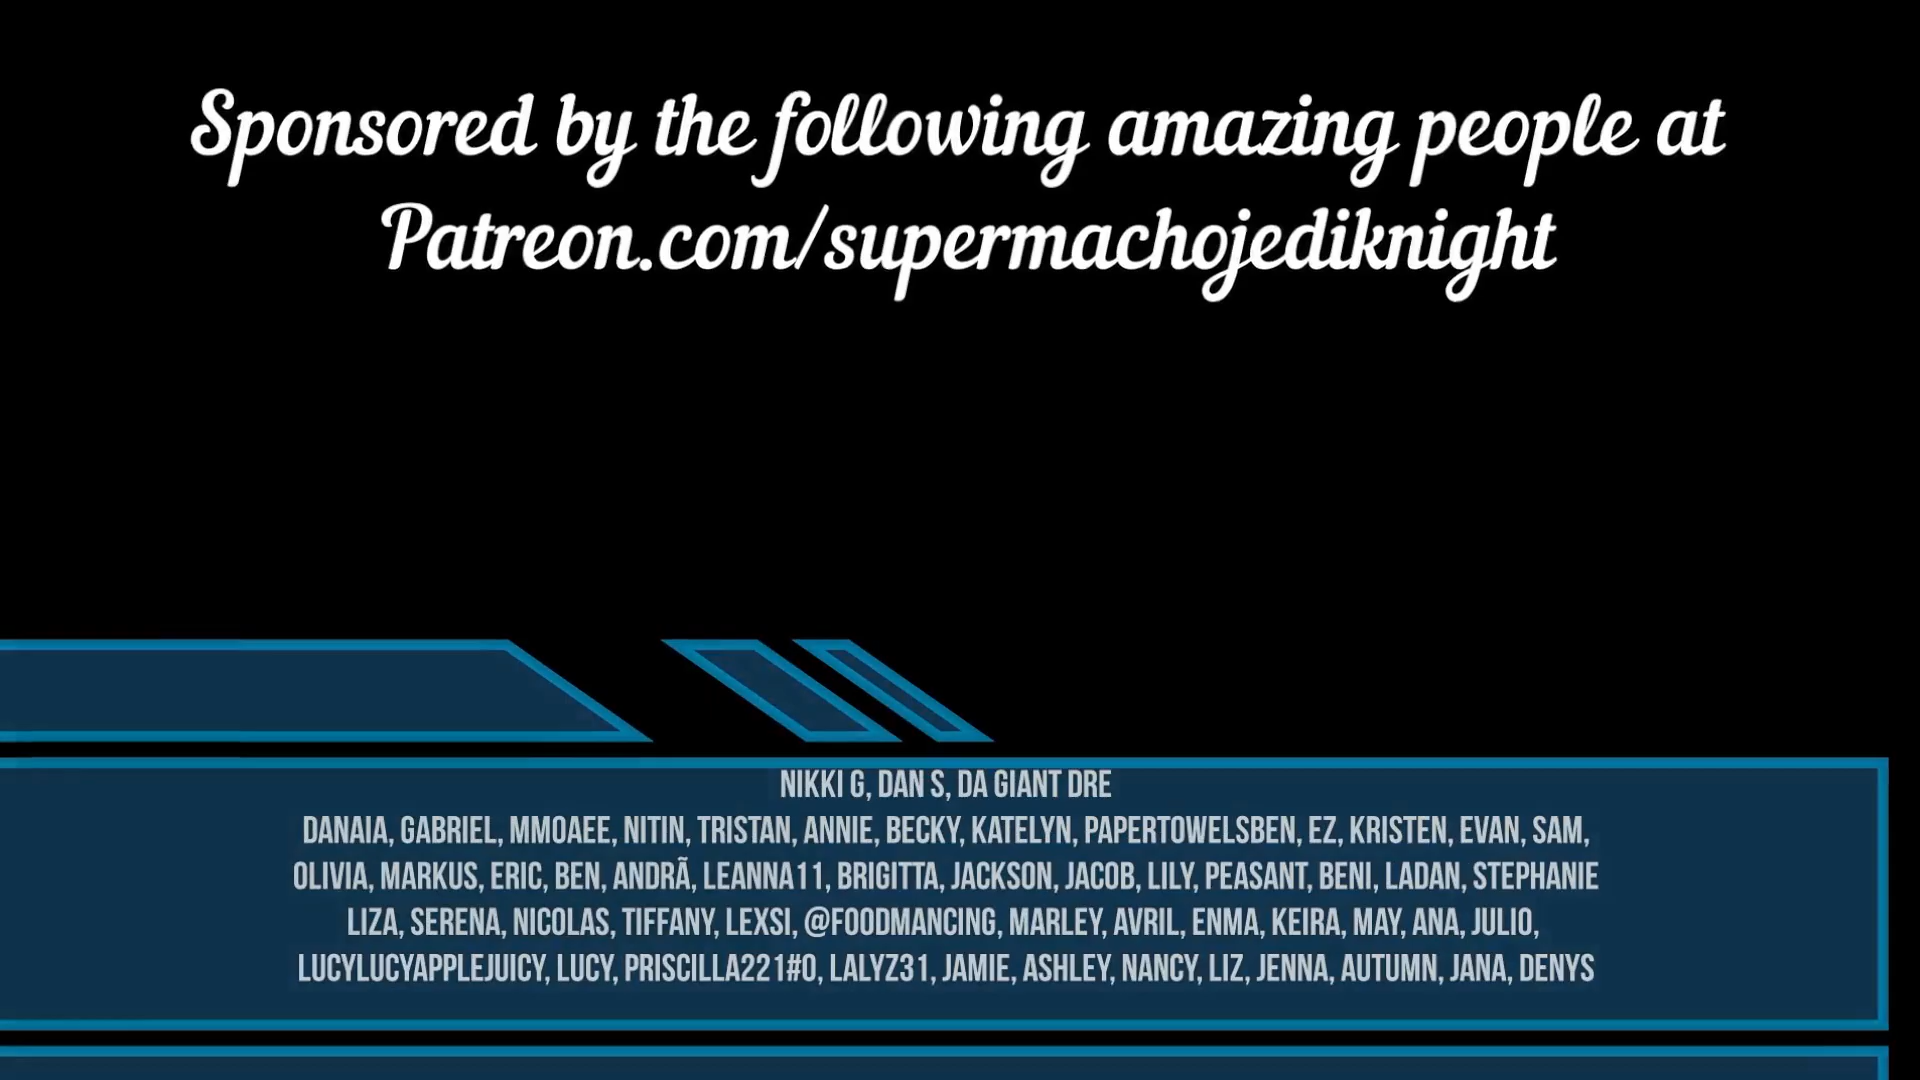 Sponsored by the following amazing people at
Patreon.com/supermachojediknight
NIKKI G, DAN S, DA GIANT DRE
DANAIA, GABRIEL, MMOAEE, NITIN, TRISTAN, ANNIE, BECKY, KATELYN, PAPERTOWELSBEN, EZ, KRISTEN, EVAN, SAM,
OLIVIA, MARKUS, ERIC, BEN, ANDRÃ, LEANNA11, BRIGITTA, JACKSON, JACOB, LILY, PEASANT, BENI, LADAN, STEPHANIE
LIZA, SERENA, NICOLAS, TIFFANY, LEXSI, @FOODMANCING, MARLEY, AVRIL, ENMA, KEIRA, MAY, ANA, JULIO,
LUCYLUCYAPPLEJUICY, LUCY, PRISCILLA221#0, LALYZ31, JAMIE, ASHLEY, NANCY, LIZ, JENNA, AUTUMN, JANA, DENYS